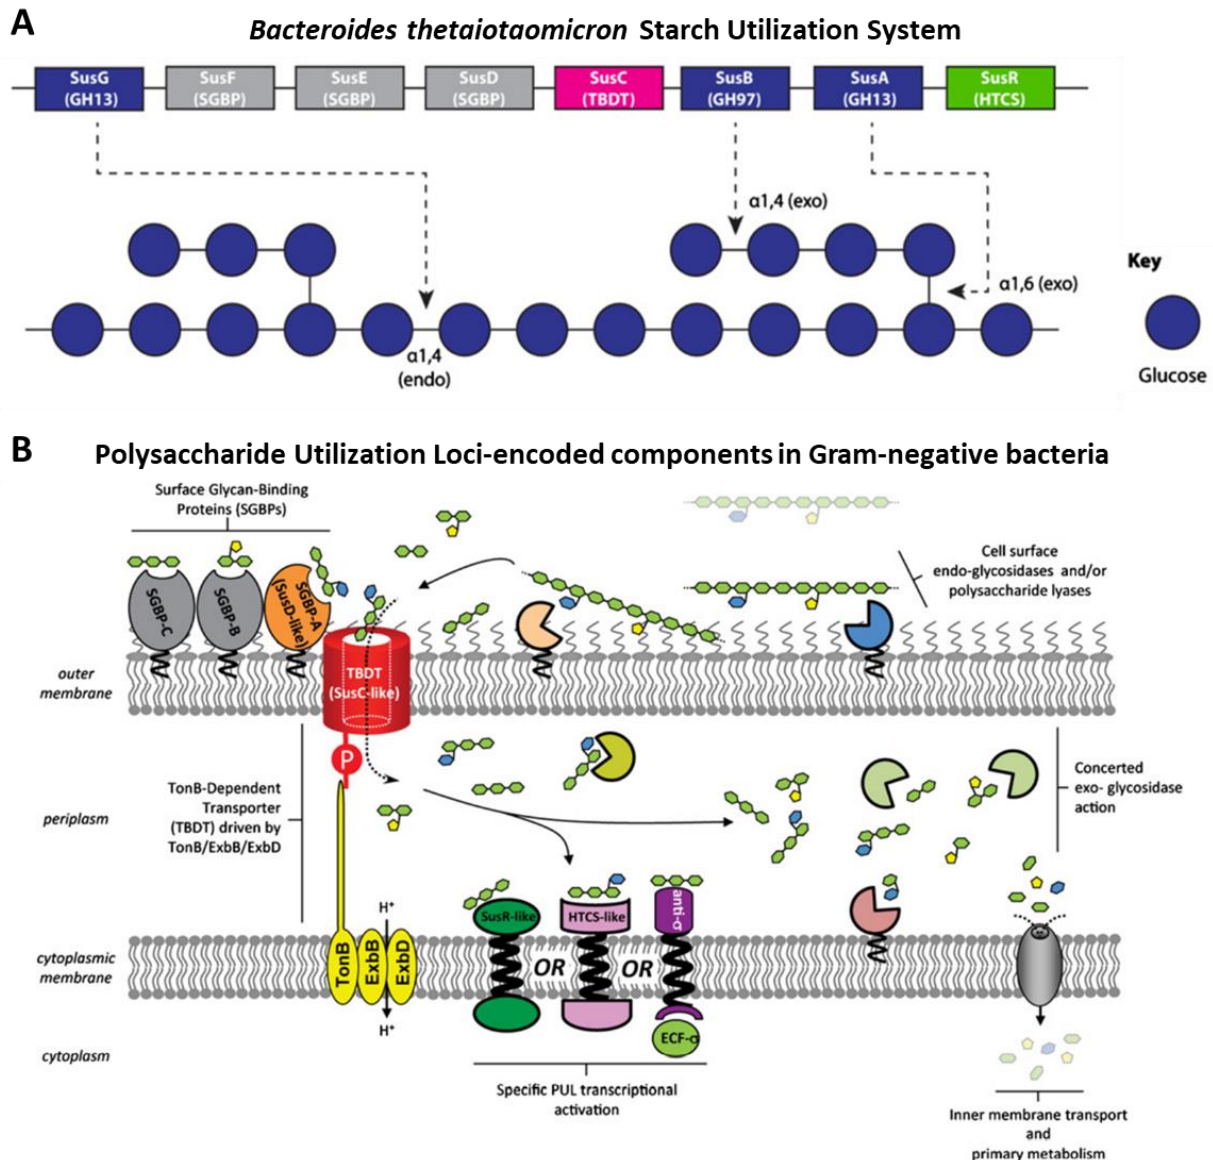 A
Bacteroides thetaiotaomicron Starch Utilization System
SusG
(GH13)
SusF
(SGBP)
SusE
(SGBP)
SusD
(SGBP)
SusC
(TBDT)
SusB
(GH97)
SusA
(GH13)
SusR
(HTCS)
α1,4 (exo)
α1,6 (exo)
α1,4
(endo)
Key
Glucose
B
Polysaccharide Utilization Loci-encoded components in Gram-negative bacteria
Surface Glycan-Binding
Proteins (SGBPs)
SGBP-C
SGBP-B
SGBP-A
(SusD-like)
Cell surface
endo-glycosidases and/or
polysaccharide lyases
outer
membrane
TBDT
(SusC-like)
P
TonB-Dependent
Transporter
(TBDT) driven by
TonB/ExbB/ExbD
periplasm
Concerted
exo- glycosidase
action
H⁺
TonB
ExbB
ExbD
H⁺
SusR-like
OR
HTCS-like
OR
anti-σ
ECF-σ
cytoplasmic
membrane
cytoplasm
Specific PUL transcriptional
activation
Inner membrane transport
and
primary metabolism